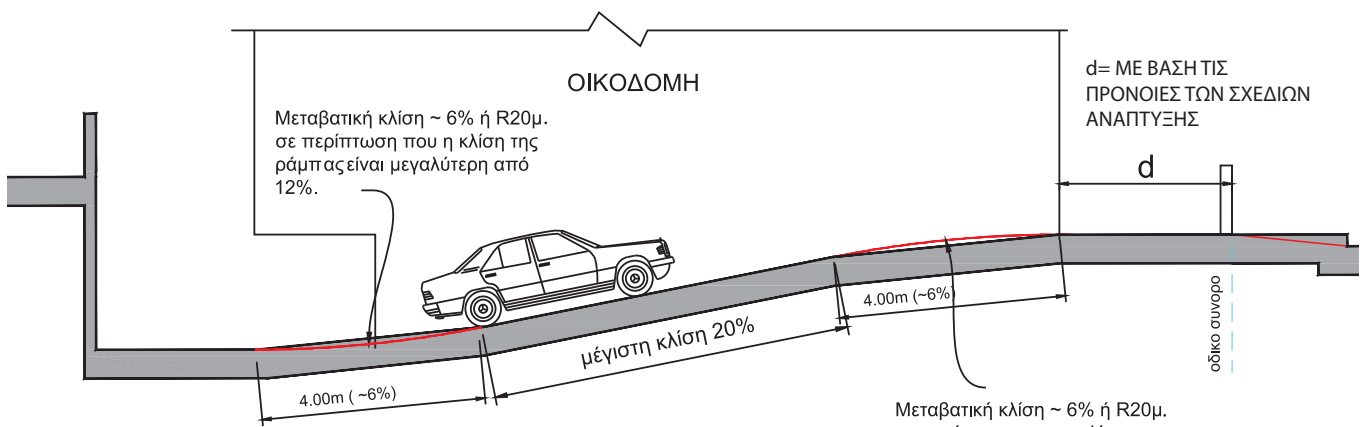 ΟΙΚΟΔΟΜΗ
d= ΜΕ ΒΑΣΗ ΤΙΣ
ΠΡΟΝΟΙΕΣ ΤΩΝ ΣΧΕΔΙΩΝ
ΑΝΑΠΤΥΞΗΣ
Μεταβατική κλίση ~ 6% ή R20μ.
σε περίπτωση που η κλίση της
ράμπας είναι μεγαλύτερη από
12%.
d
4.00m (~6%)
μέγιστη κλίση 20%
4.00m ( ~6%)
οδικο συνορο
Μεταβατική κλίση ~ 6% ή R20μ.